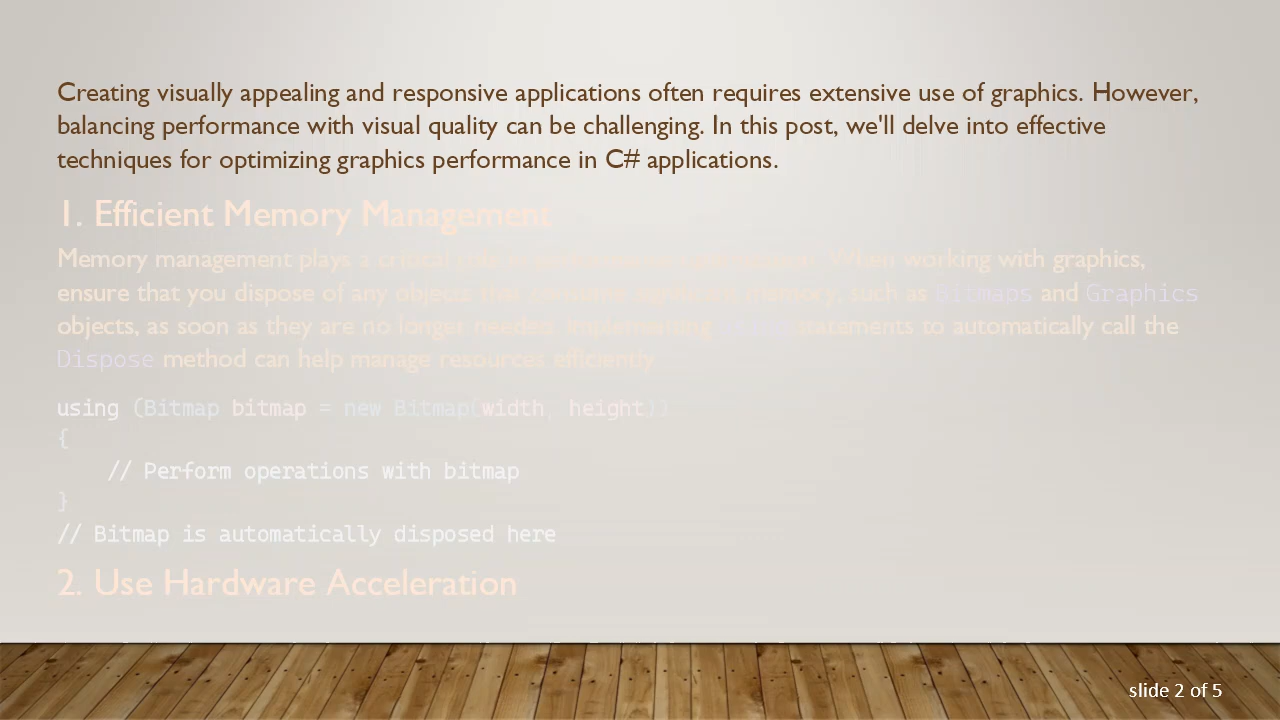 Creating visually appealing and responsive applications often requires extensive use of graphics. However,
balancing performance with visual quality can be challenging. In this post, we'll delve into effective
techniques for optimizing graphics performance in C# applications.
1. Efficient Memory Management
Memory management plays a critical role in performance optimization. When working with graphics,
ensure that you dispose of any objects that consume significant memory, such as Bitmaps and Graphics
objects, as soon as they are no longer needed. Implementing statements to automatically call the
Dispose method can help manage resources efficiently
using (Bitmap bitmap = new Bitmap(width, height))
{
// Perform operations with bitmap
}
// Bitmap is automatically disposed here
2. Use Hardware Acceleration
slide 2 of 5